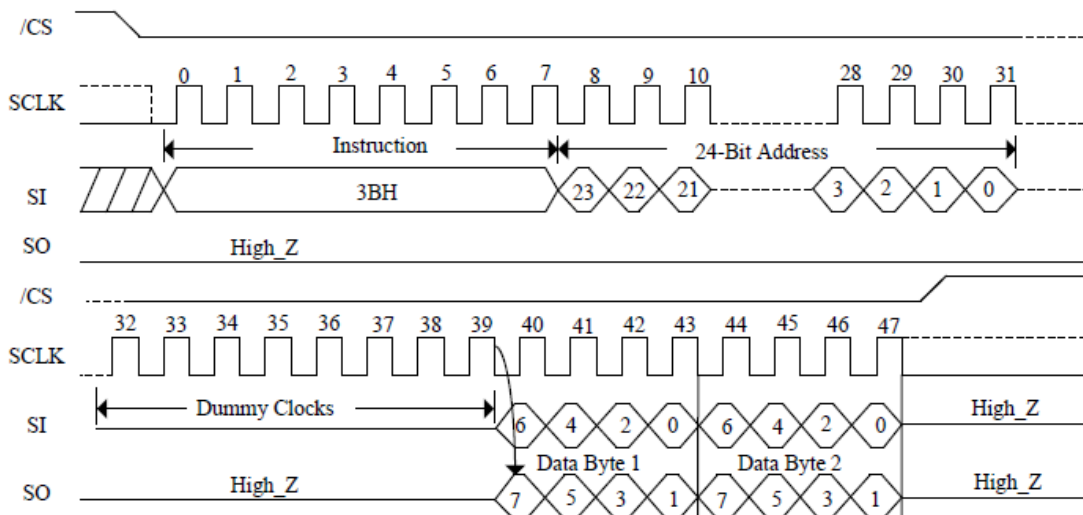 /CS
0 1 2 3 4 5 6 7 8 9 10 28 29 30 31
SCLK
Instruction 24-Bit Address
SI 3BH 23 22 21 3 2 1 0
SO High_Z
/CS
32 33 34 35 36 37 38 39 40 41 42 43 44 45 46 47
SCLK
Dummy Clocks
SI 6 4 2 0 6 4 2 0 High_Z
Data Byte 1 Data Byte 2
SO High_Z 7 5 3 1 7 5 3 1 High_Z